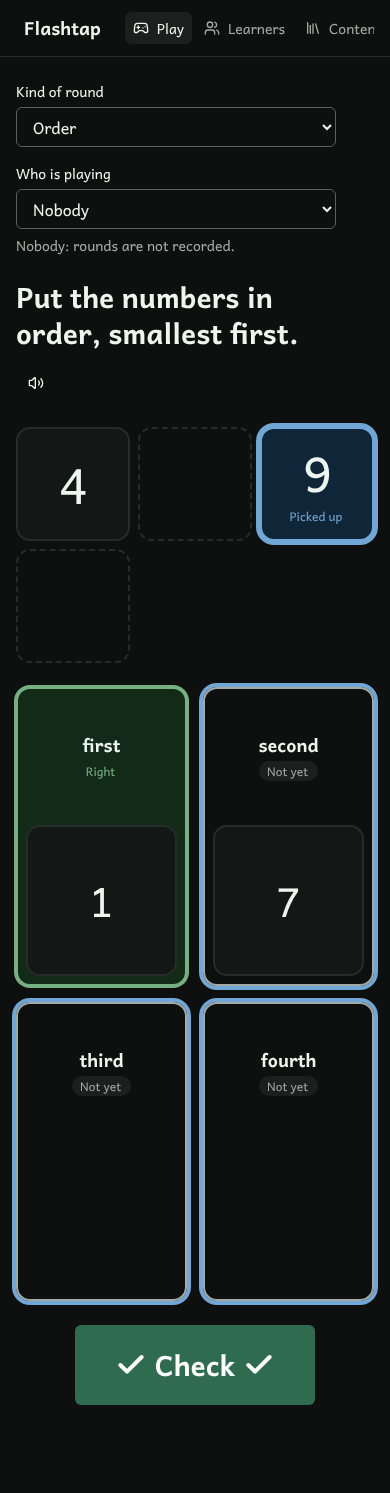 Flashtap
Play
Learners
Conten
Kind of round
Order
Who is playing
Nobody
Nobody: rounds are not recorded.
Put the numbers in
order, smallest first.
4
9
Picked up
first
Right
1
second
Not yet
7
third
Not yet
fourth
Not yet
Check